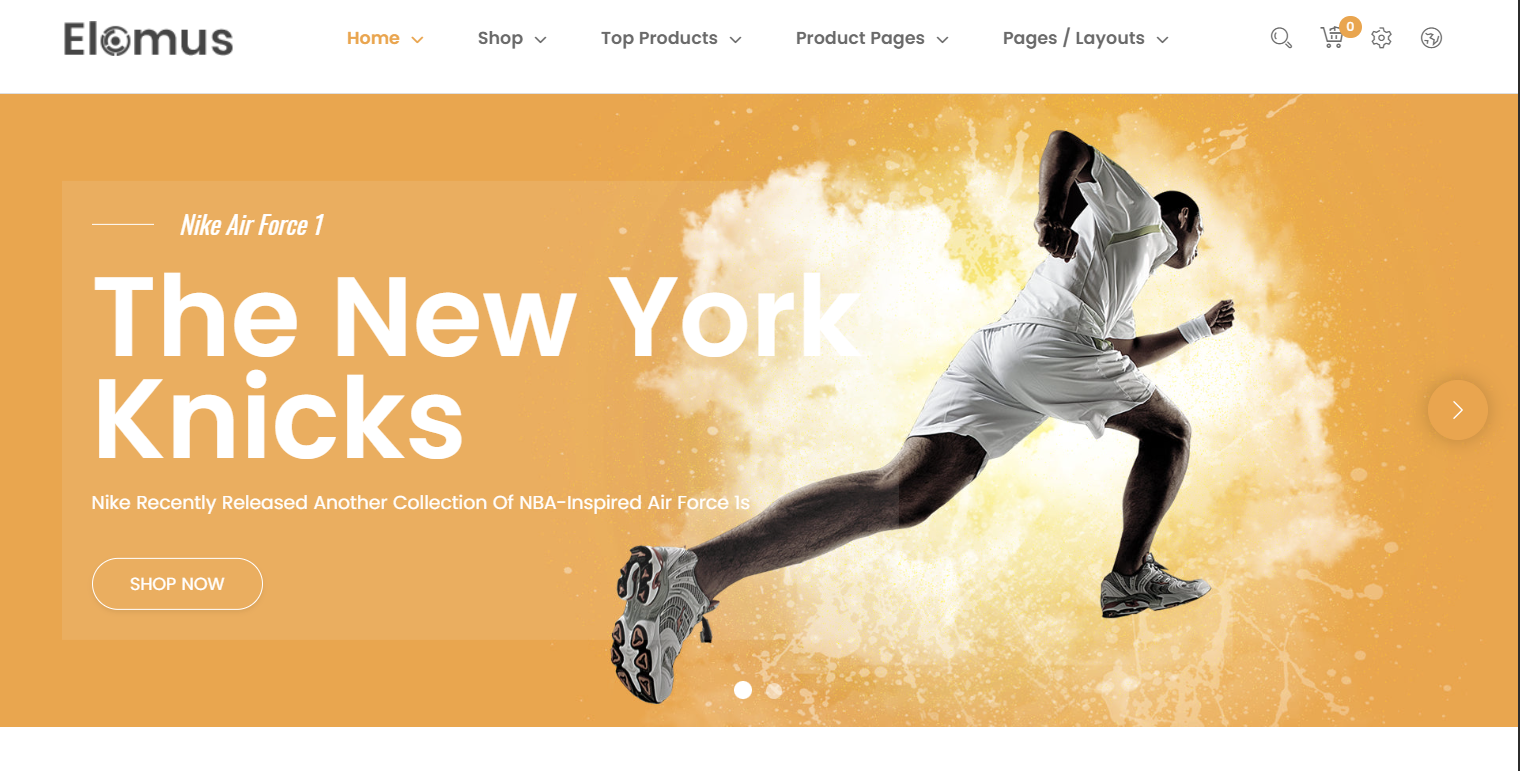 Elomus
Home
Shop
Top Products
Product Pages
Pages / Layouts
0
Nike Air Force 1
The New York
Knicks
Nike Recently Released Another Collection Of NBA-Inspired Air Force 1s
SHOP NOW